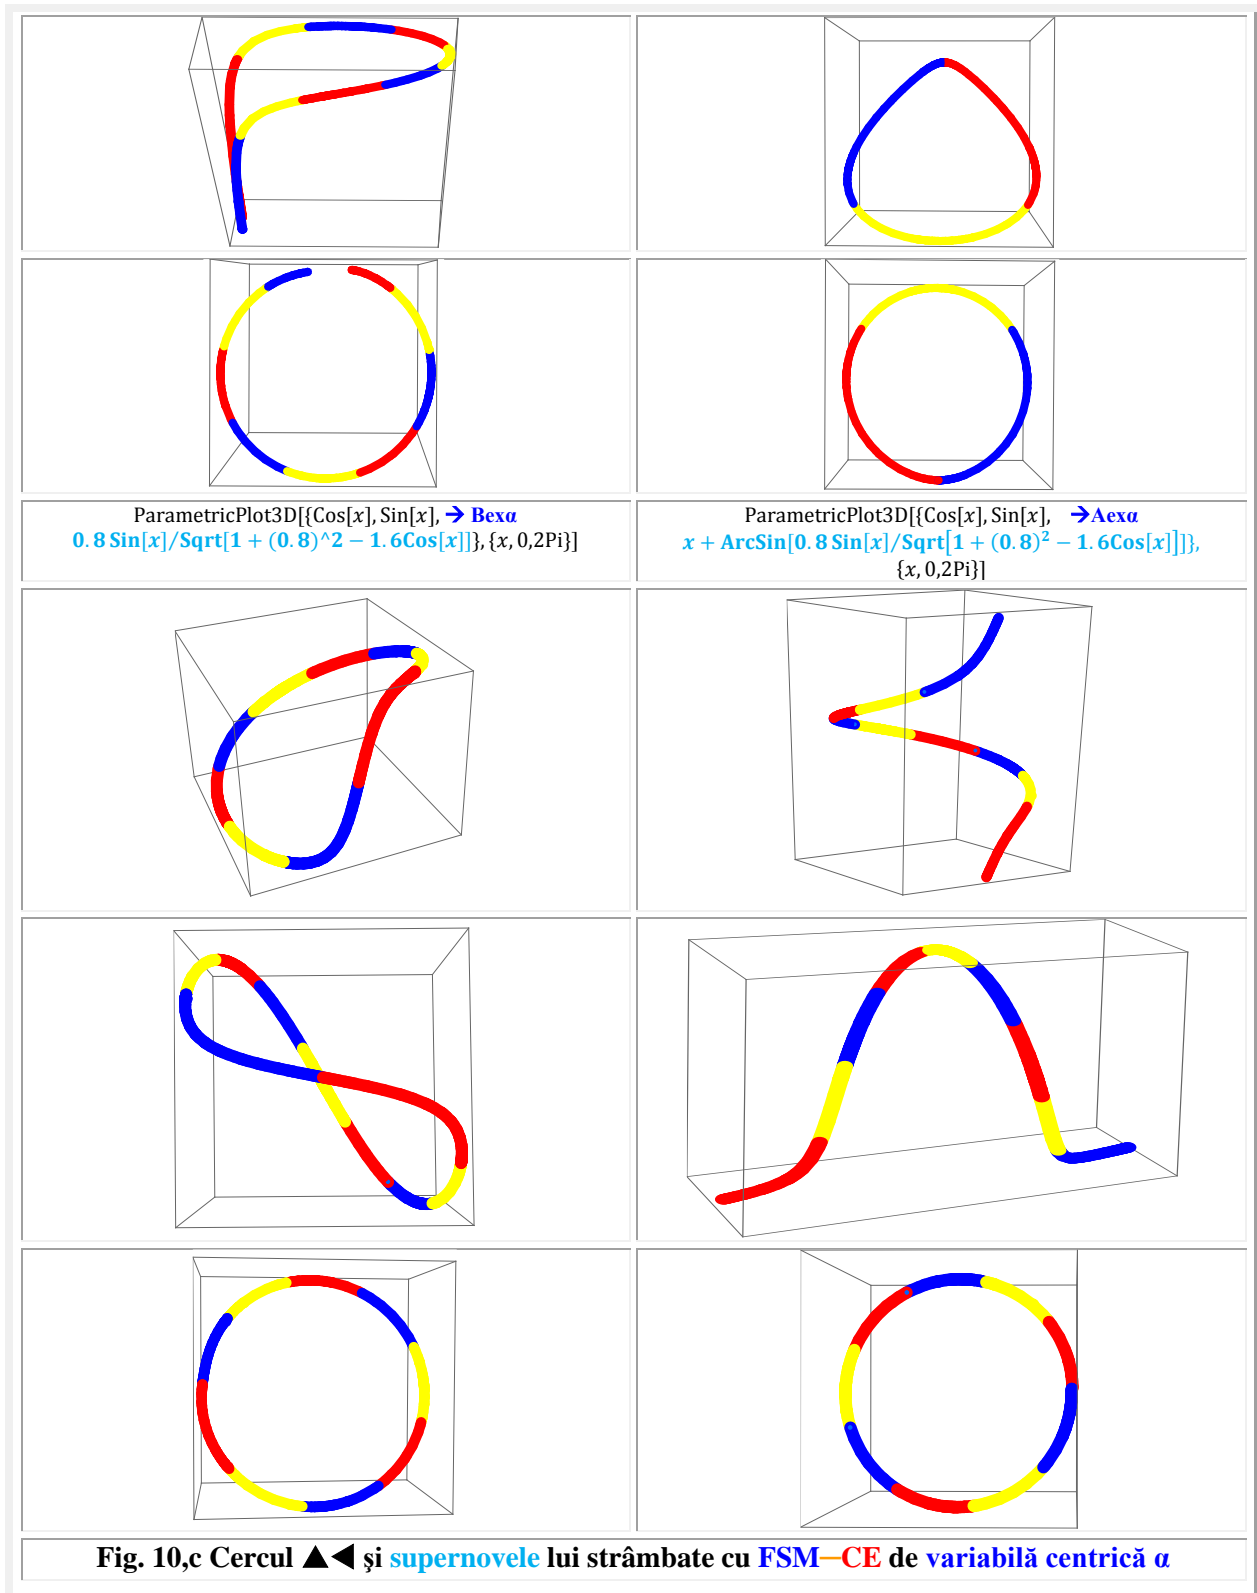 ParametricPlot3D[{Cos[x], Sin[x], → Bexα
0.8 Sin[x]/Sqrt[1 + (0.8)^2 − 1.6Cos[x]]}, {x, 0,2Pi}]
ParametricPlot3D[{Cos[x], Sin[x], →Aexα
x + ArcSin[0.8 Sin[x]/Sqrt[1 + (0.8)² − 1.6Cos[x]]]},
{x, 0,2Pi}]
Fig. 10,c Cercul ▲◄ şi supernovele lui strâmbate cu FSM—CE de variabilă centrică α